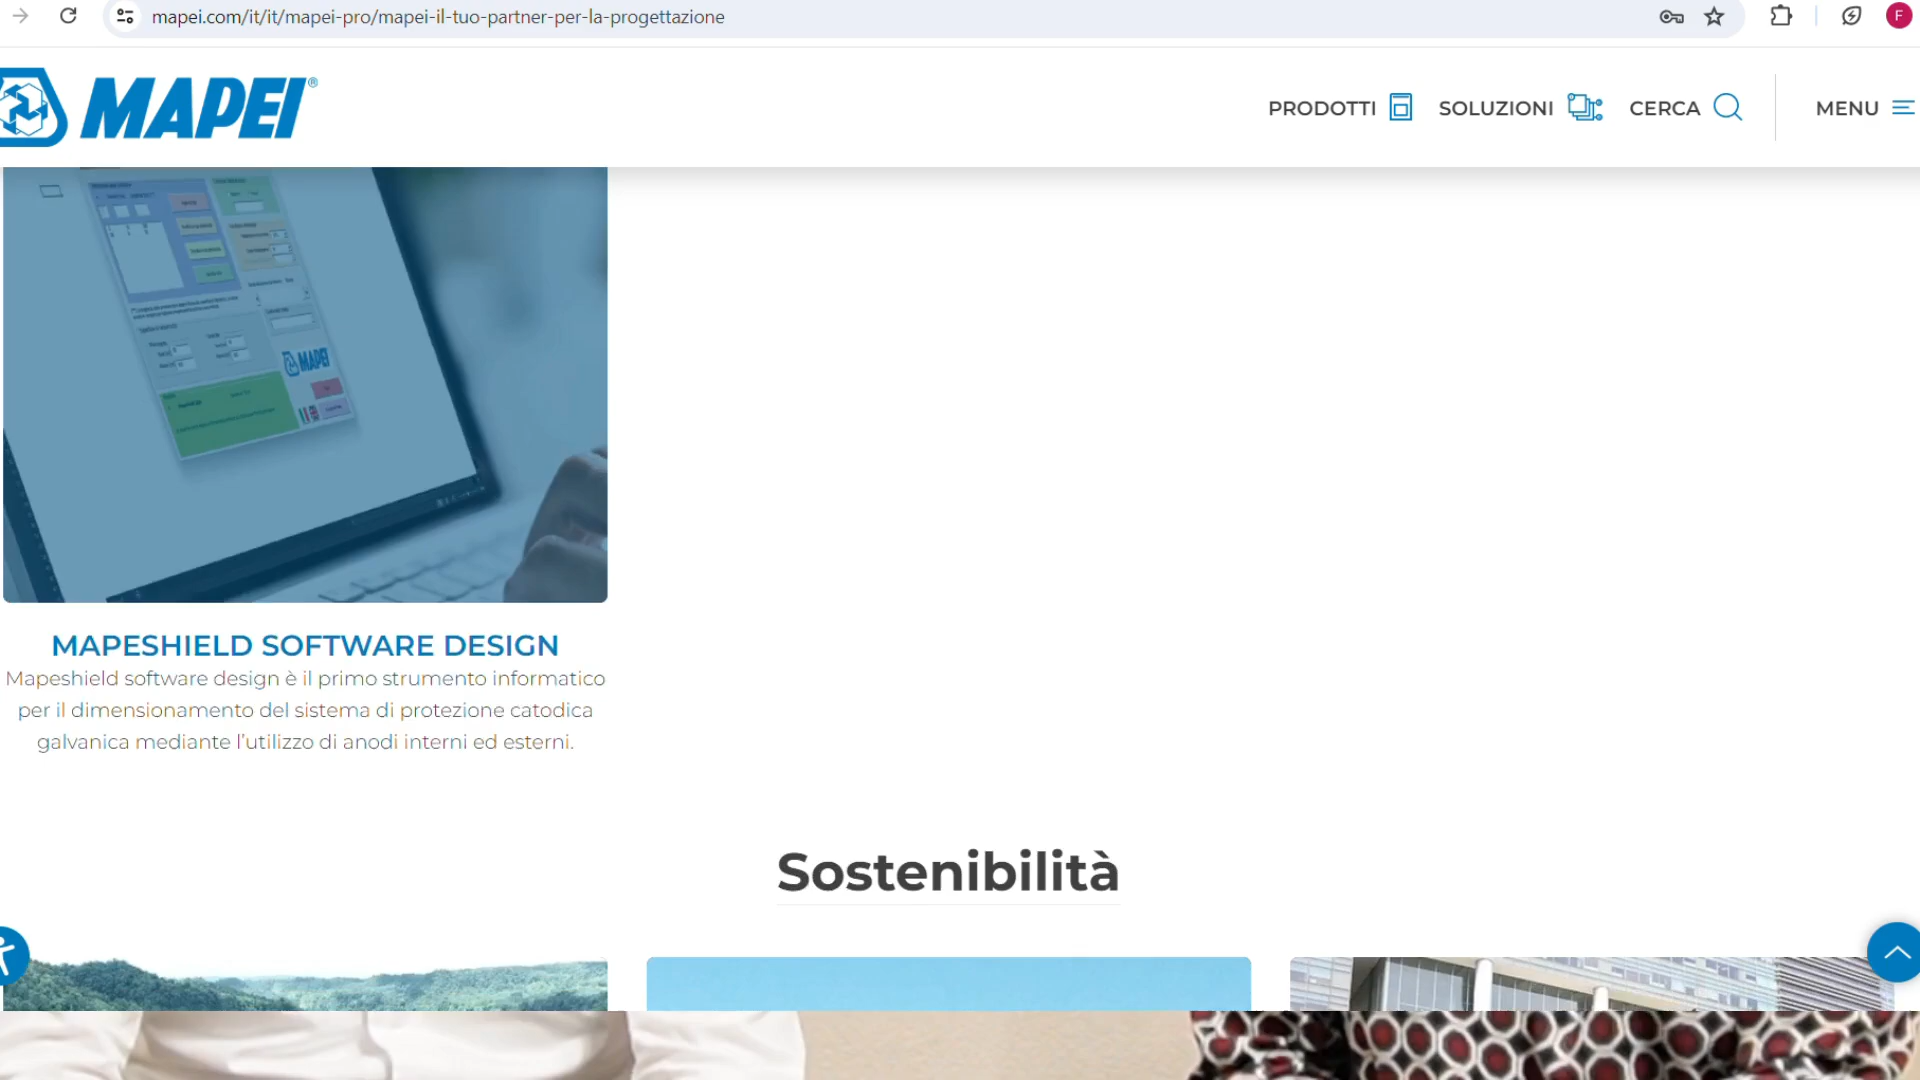 mapei.com/it/it/mapei-pro/mapei-il-tuo-partner-per-la-progettazione
F
MAPEI®
PRODOTTI
SOLUZIONI
CERCA
MENU
MAPEI
MAPESHIELD SOFTWARE DESIGN
Mapeshield software design è il primo strumento informatico
per il dimensionamento del sistema di protezione catodica
galvanica mediante l'utilizzo di anodi interni ed esterni.
Sostenibilità